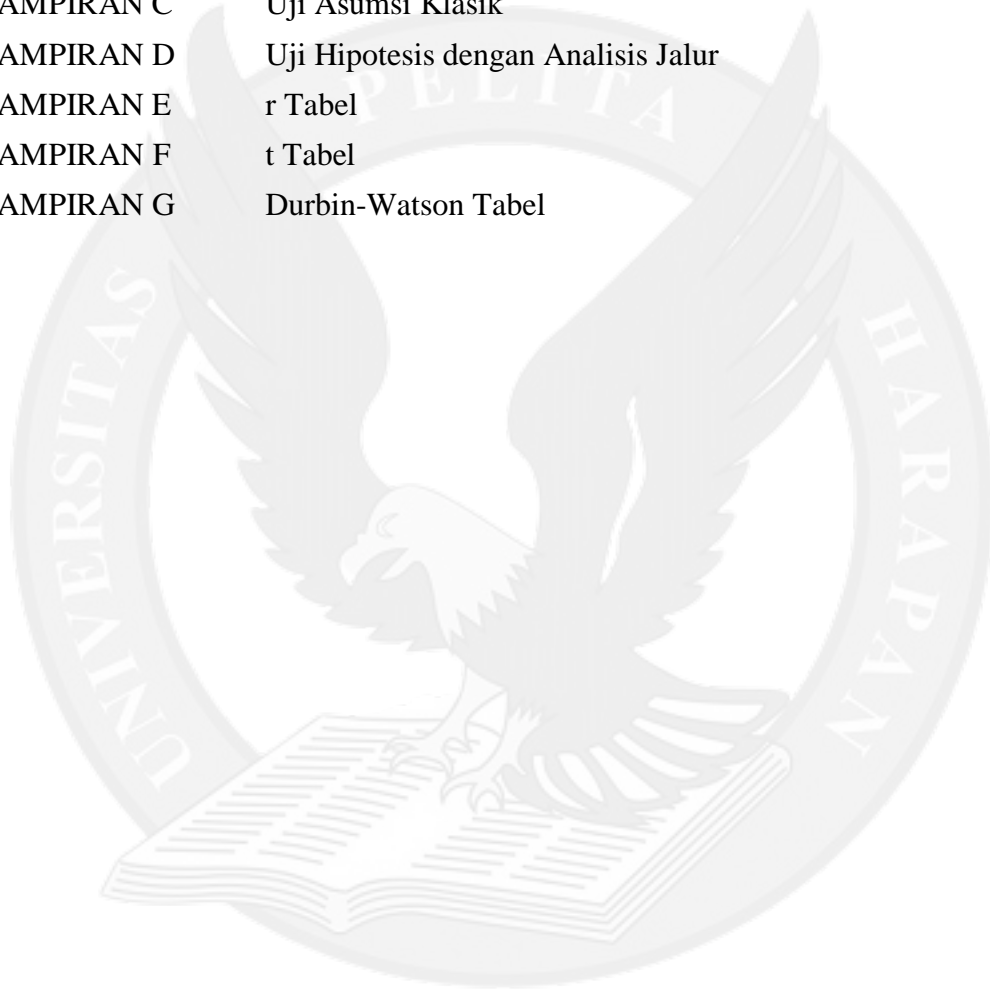 AMPIRAN C Uji Asumsi Klasik
AMPIRAN D Uji Hipotesis dengan Analisis Jalur
AMPIRAN E r Tabel
AMPIRAN F t Tabel
AMPIRAN G Durbin-Watson Tabel
UNIVERSITAS PELITA HARAPAN